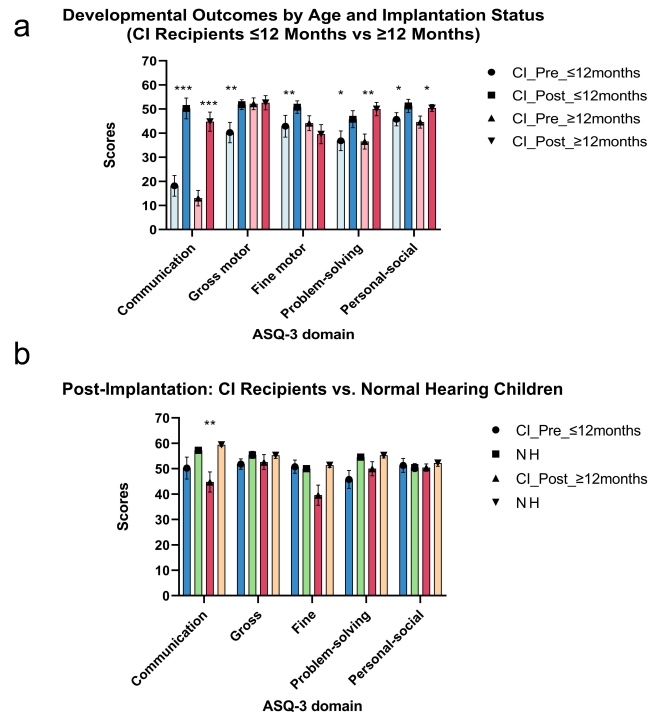 a
Developmental Outcomes by Age and Implantation Status
(CI Recipients ≤12 Months vs ≥12 Months)
70
60
50
40
30
20
10
0
Scores
***
***
**
**
*
**
*
*
Communication
Gross motor
Fine motor
Problem-solving
Personal-social
ASQ-3 domain
CI_Pre_≤12months
CI_Post_≤12months
CI_Pre_≥12months
CI_Post_≥12months
b
Post-Implantation: CI Recipients vs. Normal Hearing Children
70
60
50
40
30
20
10
0
Scores
**
Communication
Gross
Fine
Problem-solving
Personal-social
ASQ-3 domain
CI_Pre_≤12months
NH
CI_Post_≥12months
NH